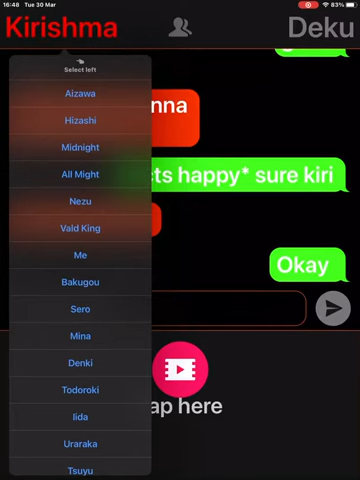 16:48 Tue 30 Mar
83%
Kirishma
Deku
Select left
Aizawa
Hizashi
Midnight
All Might
Nezu
Vald King
Me
Bakugou
Sero
Mina
Denki
Todoroki
Iida
Uraraka
Tsuyu
nna
cts happy* sure kiri
Okay
ap here